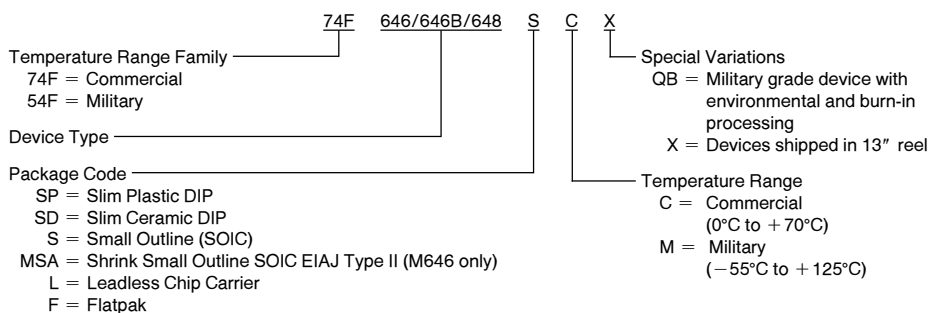 74F 646/646B/648 S C X
Temperature Range Family
74F = Commercial
54F = Military
Device Type
Package Code
SP = Slim Plastic DIP
SD = Slim Ceramic DIP
S = Small Outline (SOIC)
MSA = Shrink Small Outline SOIC EIAJ Type II (M646 only)
L = Leadless Chip Carrier
F = Flatpak
Special Variations
QB = Military grade device with
environmental and burn-in
processing
X = Devices shipped in 13″ reel
Temperature Range
C = Commercial
(0°C to +70°C)
M = Military
(−55°C to +125°C)